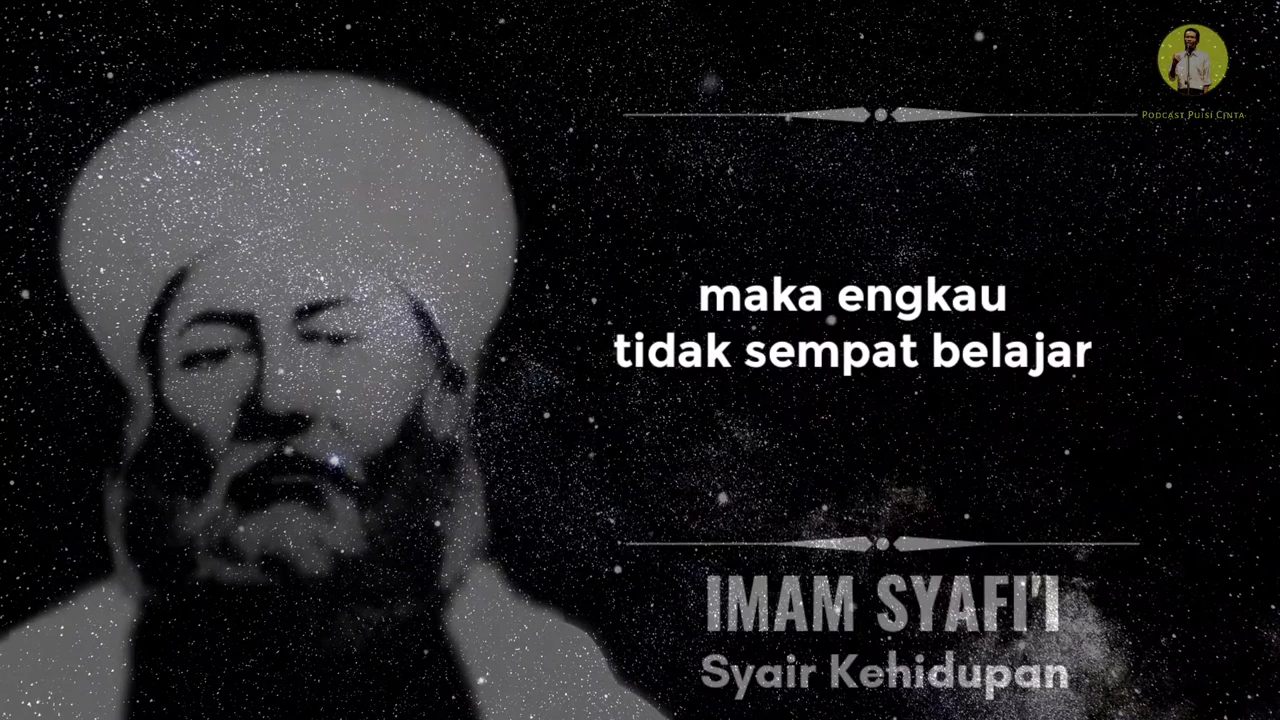 Podcast Puisi Cinta
maka engkau
tidak sempat belajar
IMAM SYAFI'I
Syair Kehidupan